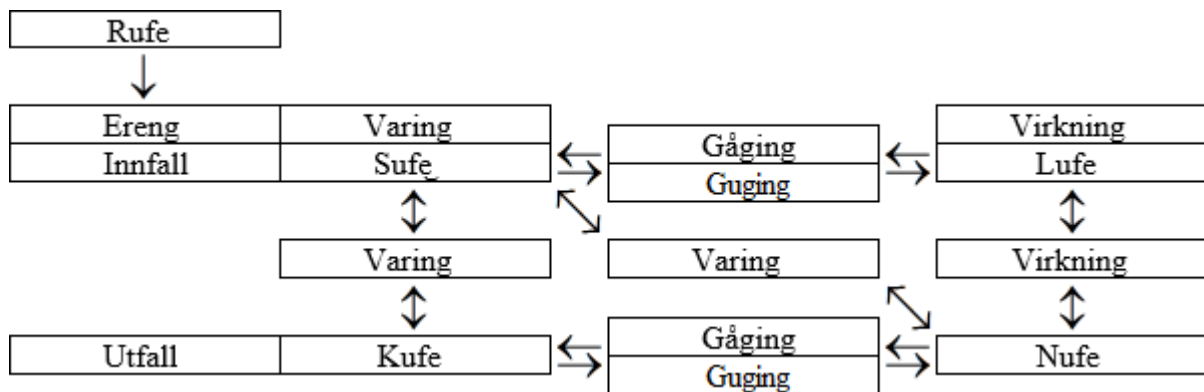 Rufe
Ereng Varing Virkning
Gåging
Innfall Sufe Lufe
Guging
Varing Varing Virkning
Gåging
Utfall Kufe Nufe
Guging